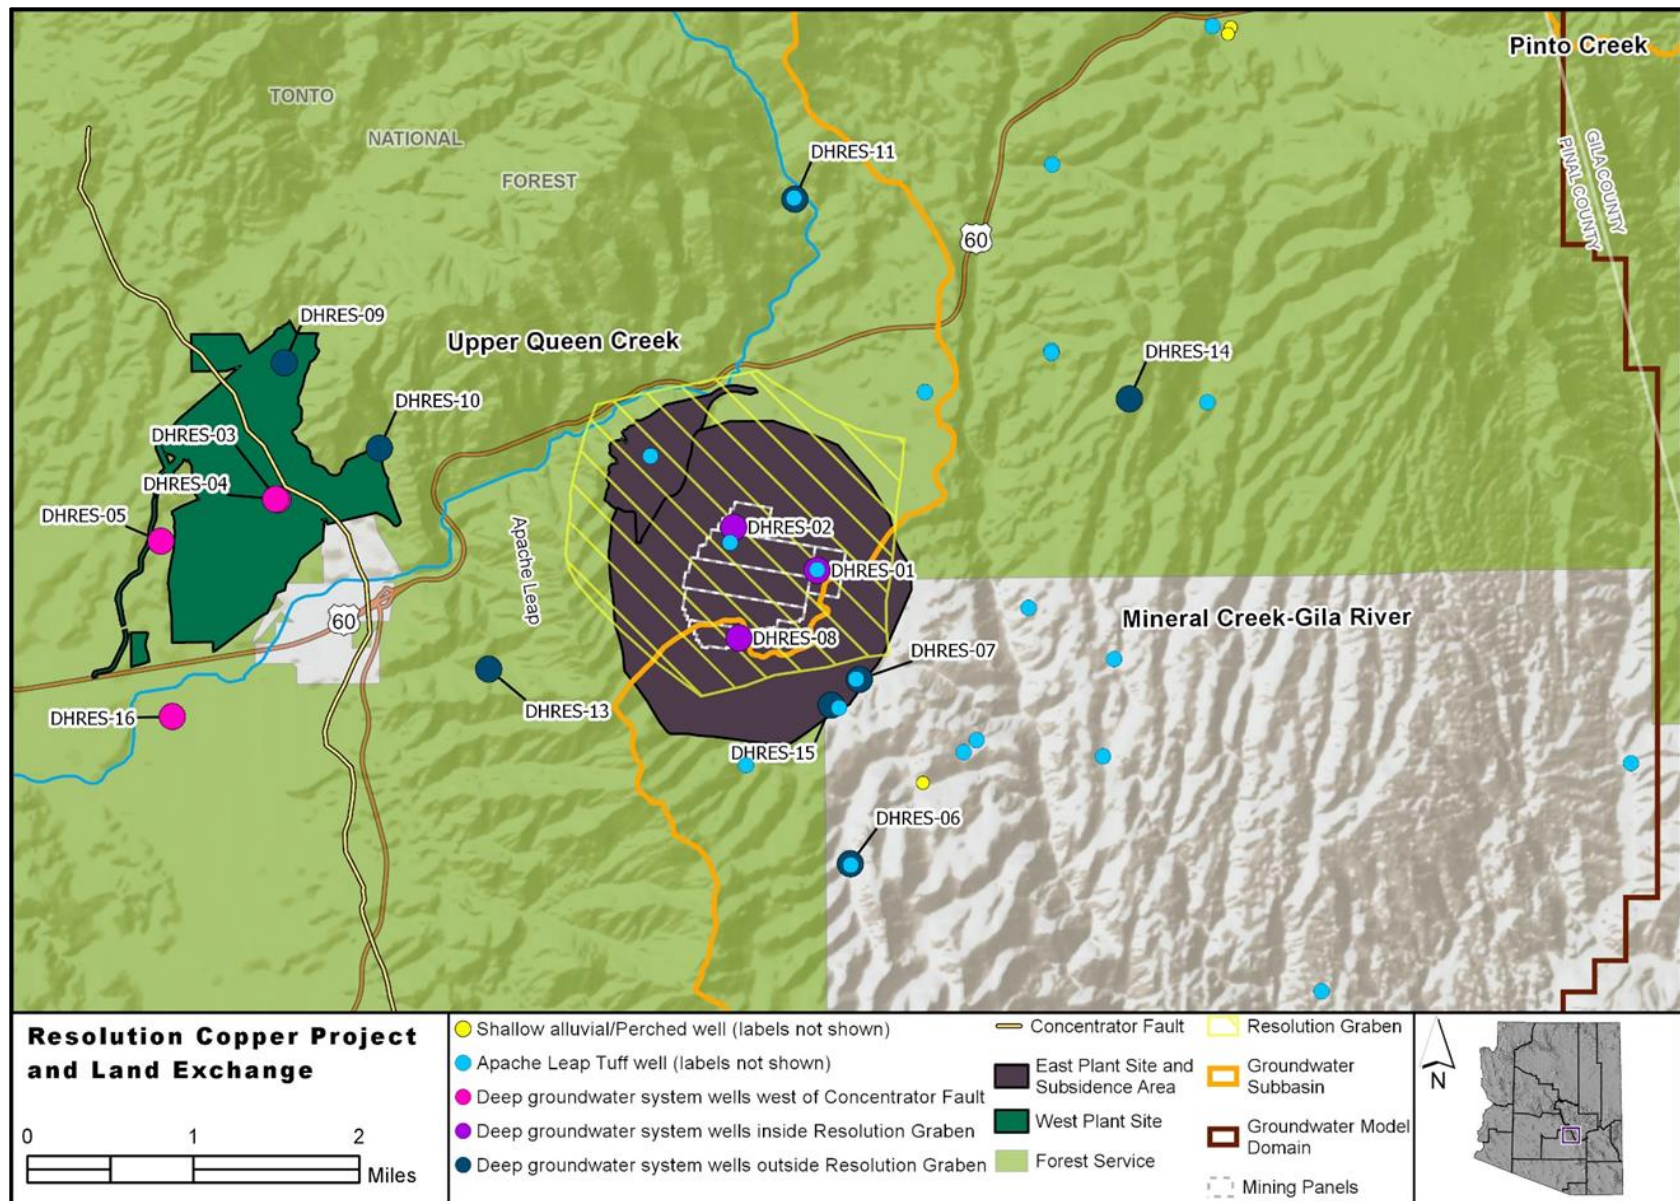 Pinto Creek
TONTO
NATIONAL
FOREST
GILA COUNTY
PINAL COUNTY
DHRES-11
60
DHRES-09
Upper Queen Creek
DHRES-14
DHRES-10
DHRES-03
DHRES-04
DHRES-05
Apache Leap
DHRES-02
DHRES-01
60
Mineral Creek-Gila River
DHRES-08
DHRES-07
DHRES-13
DHRES-16
DHRES-15
DHRES-06
Resolution Copper Project
and Land Exchange
0 1 2
Miles
Shallow alluvial/Perched well (labels not shown)
Apache Leap Tuff well (labels not shown)
Deep groundwater system wells west of Concentrator Fault
Deep groundwater system wells inside Resolution Graben
Deep groundwater system wells outside Resolution Graben
Concentrator Fault
East Plant Site and
Subsidence Area
West Plant Site
Forest Service
Resolution Graben
Groundwater
Subbasin
Groundwater Model
Domain
Mining Panels
N